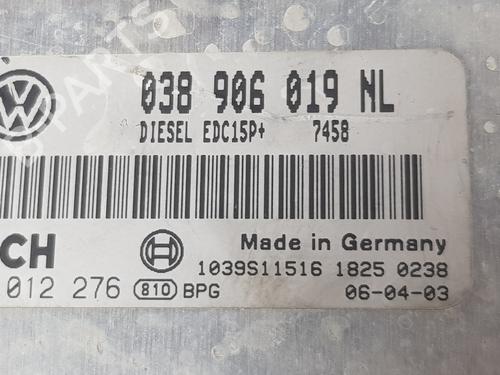 038 906 019 NL
DIESEL EDC15P+ 7458
CH
Made in Germany
1039S11516 1825 0238
012 276 810 BPG
06-04-03